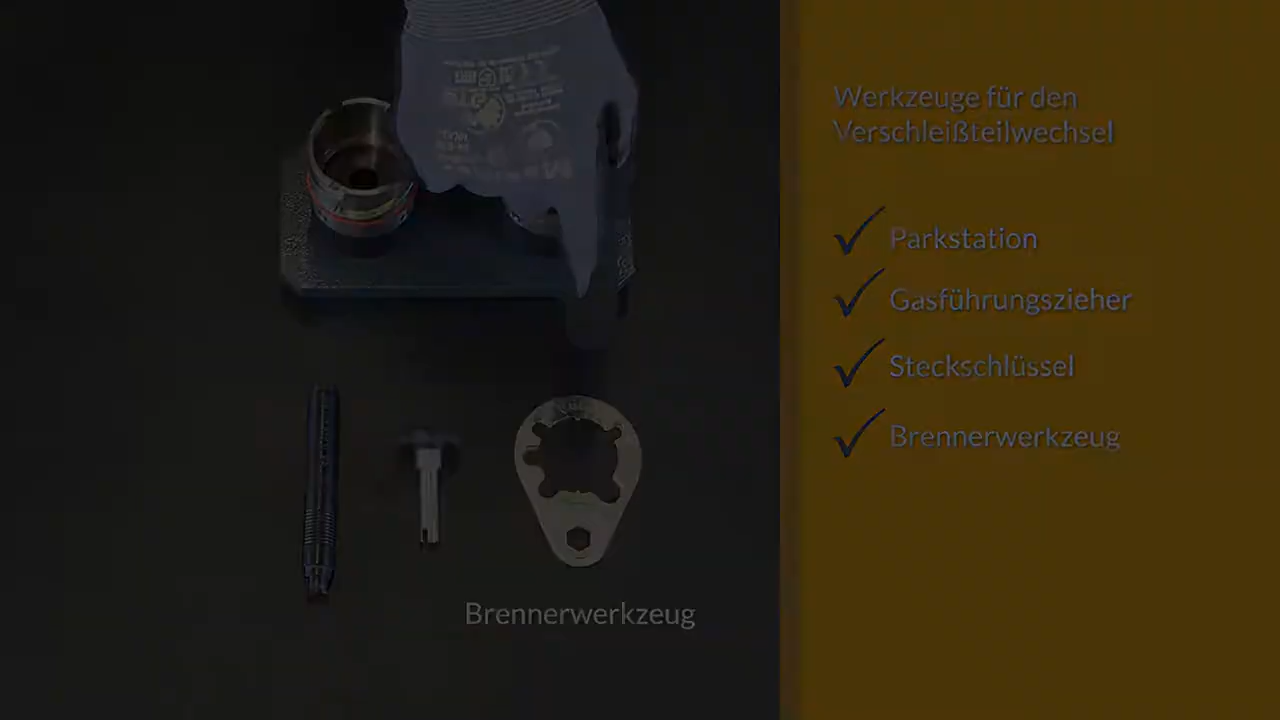 Werkzeuge für den
Verschleißteilwechsel
Parkstation
Gasführungszieher
Steckschlüssel
Brennerwerkzeug
Brennerwerkzeug